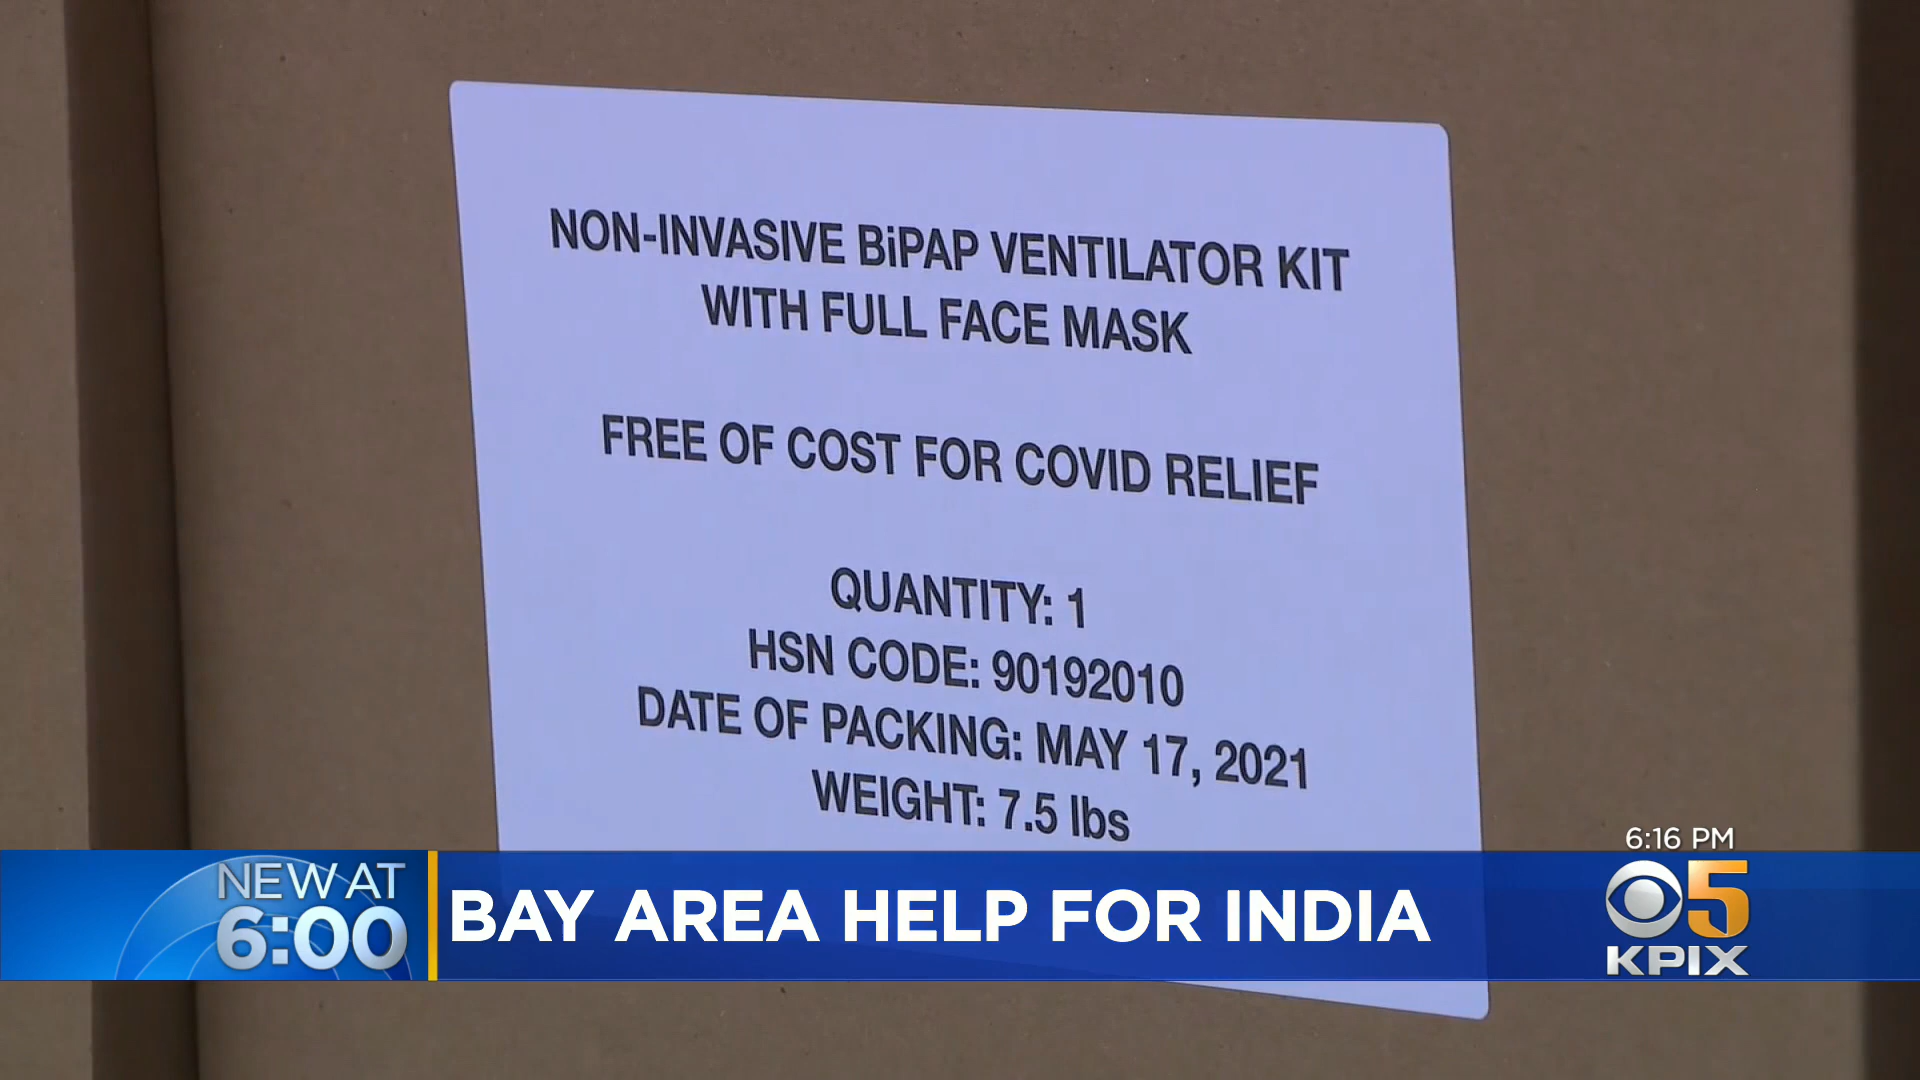 NON-INVASIVE BiPAP VENTILATOR KIT
WITH FULL FACE MASK
FREE OF COST FOR COVID RELIEF
QUANTITY: 1
HSN CODE: 90192010
DATE OF PACKING: MAY 17, 2021
WEIGHT: 7.5 lbs
6:16 PM
NEW AT
6:00
BAY AREA HELP FOR INDIA
5
KPIX